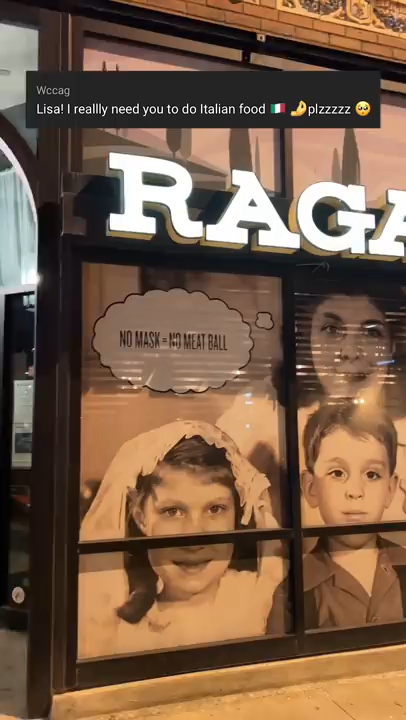 Wccag
Lisa! I reallly need you to do Italian food 🇮🇹 🤌plzzzzz 🥺
RAGA
NO MASK = NO MEAT BALL